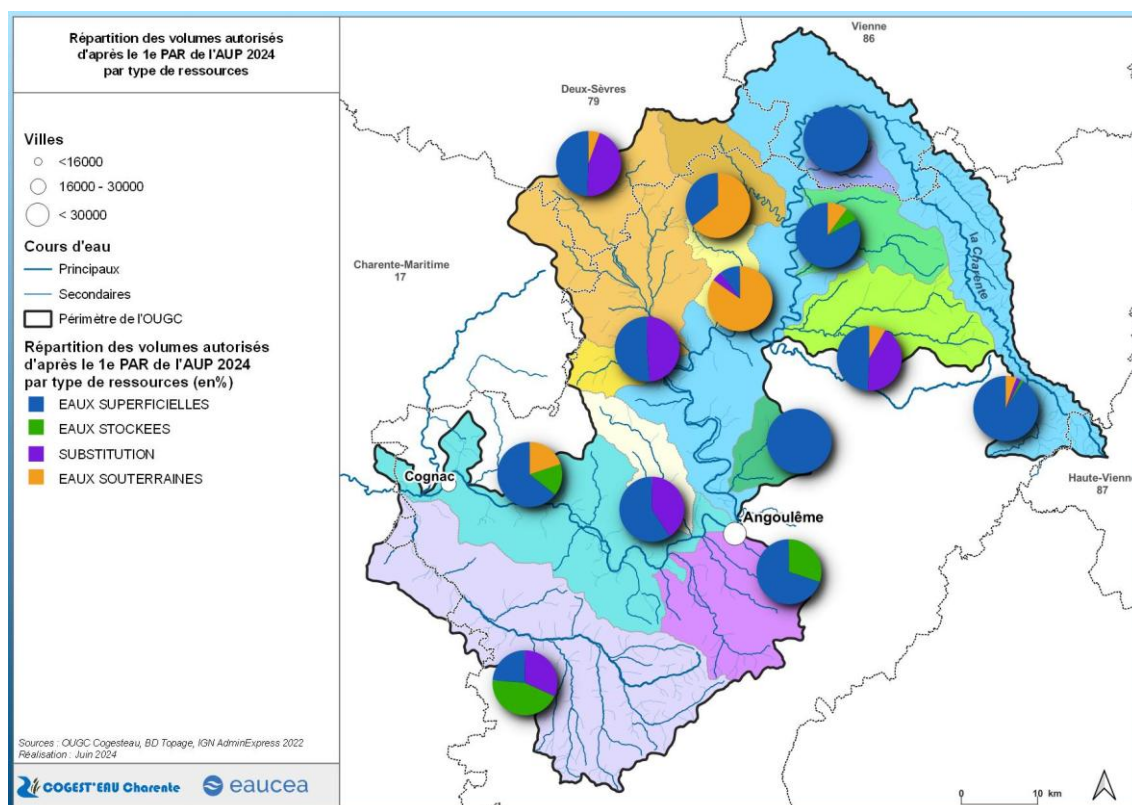 Répartition des volumes autorisés
d'après le 1e PAR de l'AUP 2024
par type de ressources
Villes
<16000
16000 - 30000
< 30000
Cours d'eau
Principaux
Secondaires
Périmètre de l'OUGC
Répartition des volumes autorisés
d'après le 1e PAR de l'AUP 2024
par type de ressources (en%)
EAUX SUPERFICIELLES
EAUX STOCKEES
SUBSTITUTION
EAUX SOUTERRAINES
Sources : OUGC Cogesteau, BD Topage, IGN AdminExpress 2022
Réalisation : Juin 2024
COGEST'EAU Charente
eaucea
Vienne
86
Deux-Sèvres
79
Charente-Maritime
17
la Charente
Haute-Vienne
87
Cognac
Angoulême
0 10 km